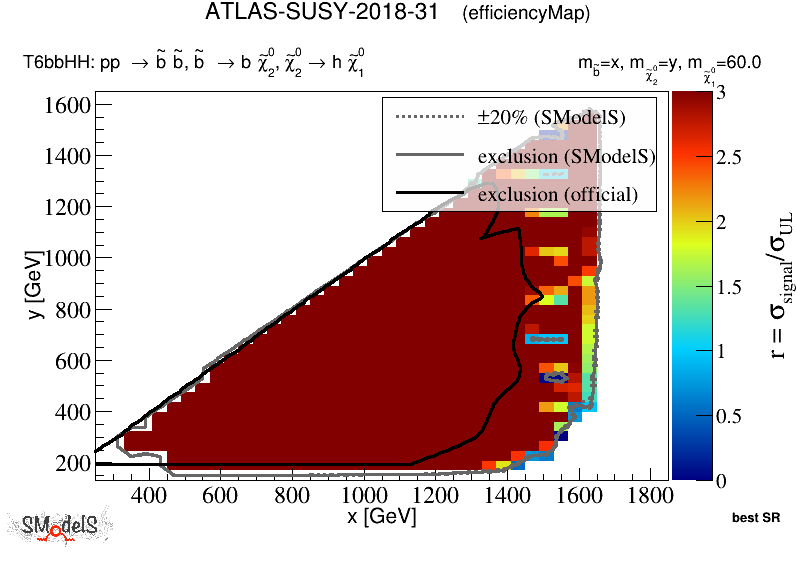 ATLAS-SUSY-2018-31 (efficiencyMap)
T6bbHH: pp → b̃ b̃, b̃ → b χ̃⁰₂, χ̃⁰₂ → h χ̃⁰₁
m_b̃=x, m_χ̃⁰₂=y, m_χ̃⁰₁=60.0
±20% (SModelS)
exclusion (SModelS)
exclusion (official)
1600
1400
1200
1000
800
600
400
200
y [GeV]
400 600 800 1000 1200 1400 1600 1800
x [GeV]
3
2.5
2
1.5
1
0.5
0
r = σ_signal/σ_UL
SModelS
best SR